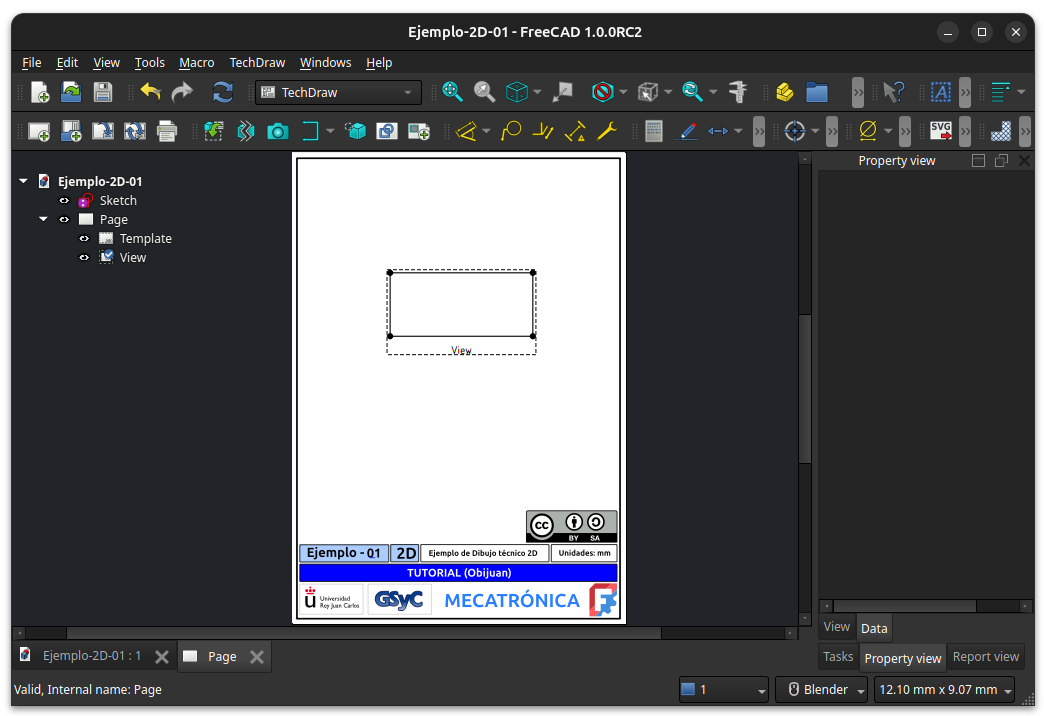 Ejemplo-2D-01 - FreeCAD 1.0.0RC2
File Edit View Tools Macro TechDraw Windows Help
TechDraw
SVG
Property view
Ejemplo-2D-01
Sketch
Page
Template
View
View
cc
BY SA
Ejemplo - 01 2D Ejemplo de Dibujo técnico 2D Unidades: mm
TUTORIAL (Obijuan)
Universidad
Rey Juan Carlos
GSyC MECATRÓNICA
View Data
Ejemplo-2D-01 : 1 Page
Tasks Property view Report view
Valid, Internal name: Page
1 Blender 12.10 mm x 9.07 mm